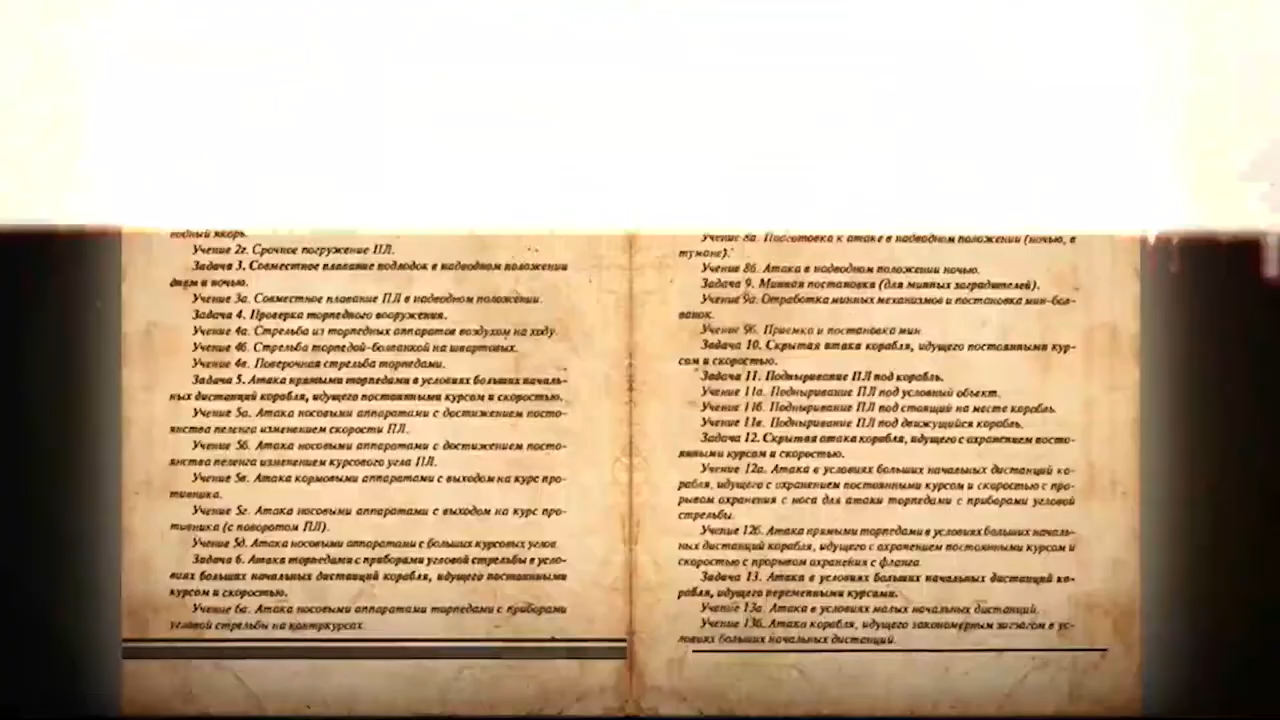 водный якорь.
Учение 2г. Срочное погружение ПЛ.
Задача 3. Совместное плавание подлодок в надводном положении
днем и ночью.
Учение 3а. Совместное плавание ПЛ в надводном положении.
Задача 4. Проверка торпедного вооружения.
Учение 4а. Стрельба из торпедных аппаратов воздухом на ходу.
Учение 4б. Стрельба торпедой-болванкой на швартовых.
Учение 4в. Поверочная стрельба торпедами.
Задача 5. Атака прямыми торпедами в условиях больших началь-
ных дистанций корабля, идущего постоянными курсом и скоростью.
Учение 5а. Атака носовыми аппаратами с достижением посто-
янства пеленга изменением скорости ПЛ.
Учение 5б. Атака носовыми аппаратами с достижением посто-
янства пеленга изменением курсового угла ПЛ.
Учение 5в. Атака кормовыми аппаратами с выходом на курс про-
тивника.
Учение 5г. Атака носовыми аппаратами с выходом на курс про-
тивника (с поворотом ПЛ).
Учение 5д. Атака носовыми аппаратами с больших курсовых углов.
Задача 6. Атака торпедами с приборами угловой стрельбы в усло-
виях больших начальных дистанций корабля, идущего постоянными
курсом и скоростью.
Учение 6а. Атака носовыми аппаратами торпедами с приборами
угловой стрельбы на контркурсах.
Учение 8а. Подготовка к атаке в надводном положении (ночью, в
тумане).
Учение 8б. Атака в надводном положении ночью.
Задача 9. Минная постановка (для минных заградителей).
Учение 9а. Отработка минных механизмов и постановка мин-бол-
ванок.
Учение 9б. Приемка и постановка мин.
Задача 10. Скрытая атака корабля, идущего постоянными кур-
сом и скоростью.
Задача 11. Подныривание ПЛ под корабль.
Учение 11а. Подныривание ПЛ под условный объект.
Учение 11б. Подныривание ПЛ под стоящий на месте корабль.
Учение 11в. Подныривание ПЛ под движущийся корабль.
Задача 12. Скрытая атака корабля, идущего с охранением посто-
янными курсом и скоростью.
Учение 12а. Атака в условиях больших начальных дистанций ко-
рабля, идущего с охранением постоянными курсом и скоростью с про-
рывом охранения с носа для атаки торпедами с приборами угловой
стрельбы.
Учение 12б. Атака прямыми торпедами в условиях больших началь-
ных дистанций корабля, идущего с охранением постоянными курсом и
скоростью с прорывом охранения с фланга.
Задача 13. Атака в условиях больших начальных дистанций ко-
рабля, идущего переменными курсами.
Учение 13а. Атака в условиях малых начальных дистанций.
Учение 13б. Атака корабля, идущего закономерным зигзагом в ус-
ловиях больших начальных дистанций.